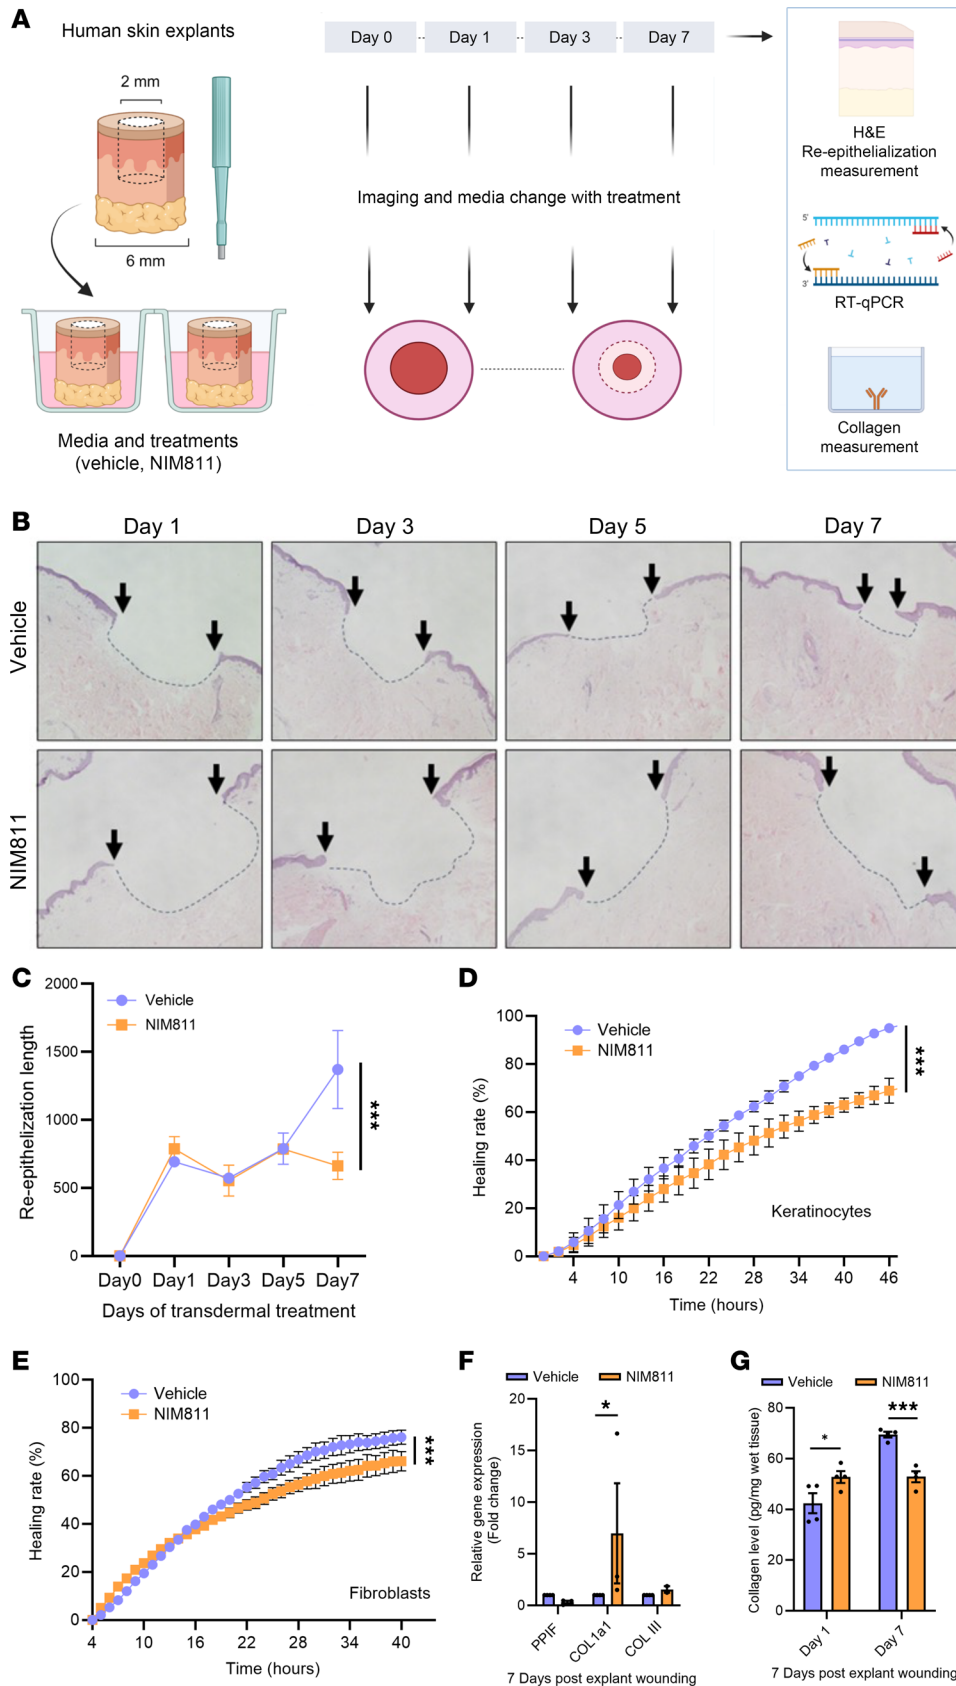 A
Human skin explants
2 mm
6 mm
Media and treatments
(vehicle, NIM811)
Day 0
Day 1
Day 3
Day 7
Imaging and media change with treatment
H&E
Re-epithelialization
measurement
5'
3'
RT-qPCR
Collagen
measurement
B
Day 1
Day 3
Day 5
Day 7
Vehicle
NIM811
C
Re-epithelization length
2000
1500
1000
500
0
Vehicle
NIM811
***
Day0
Day1
Day3
Day5
Day7
Days of transdermal treatment
D
Healing rate (%)
100
80
60
40
20
0
Vehicle
NIM811
***
Keratinocytes
4
10
16
22
28
34
40
46
Time (hours)
E
Healing rate (%)
100
80
60
40
20
0
Vehicle
NIM811
***
Fibroblasts
4
10
16
22
28
34
40
Time (hours)
F
Vehicle
NIM811
Relative gene expression
(Fold change)
20
15
10
5
0
*
PPIF
COL1a1
COL III
7 Days post explant wounding
G
Vehicle
NIM811
Collagen level (pg/mg wet tissue)
80
60
40
20
0
*
***
Day 1
Day 7
7 Days post explant wounding